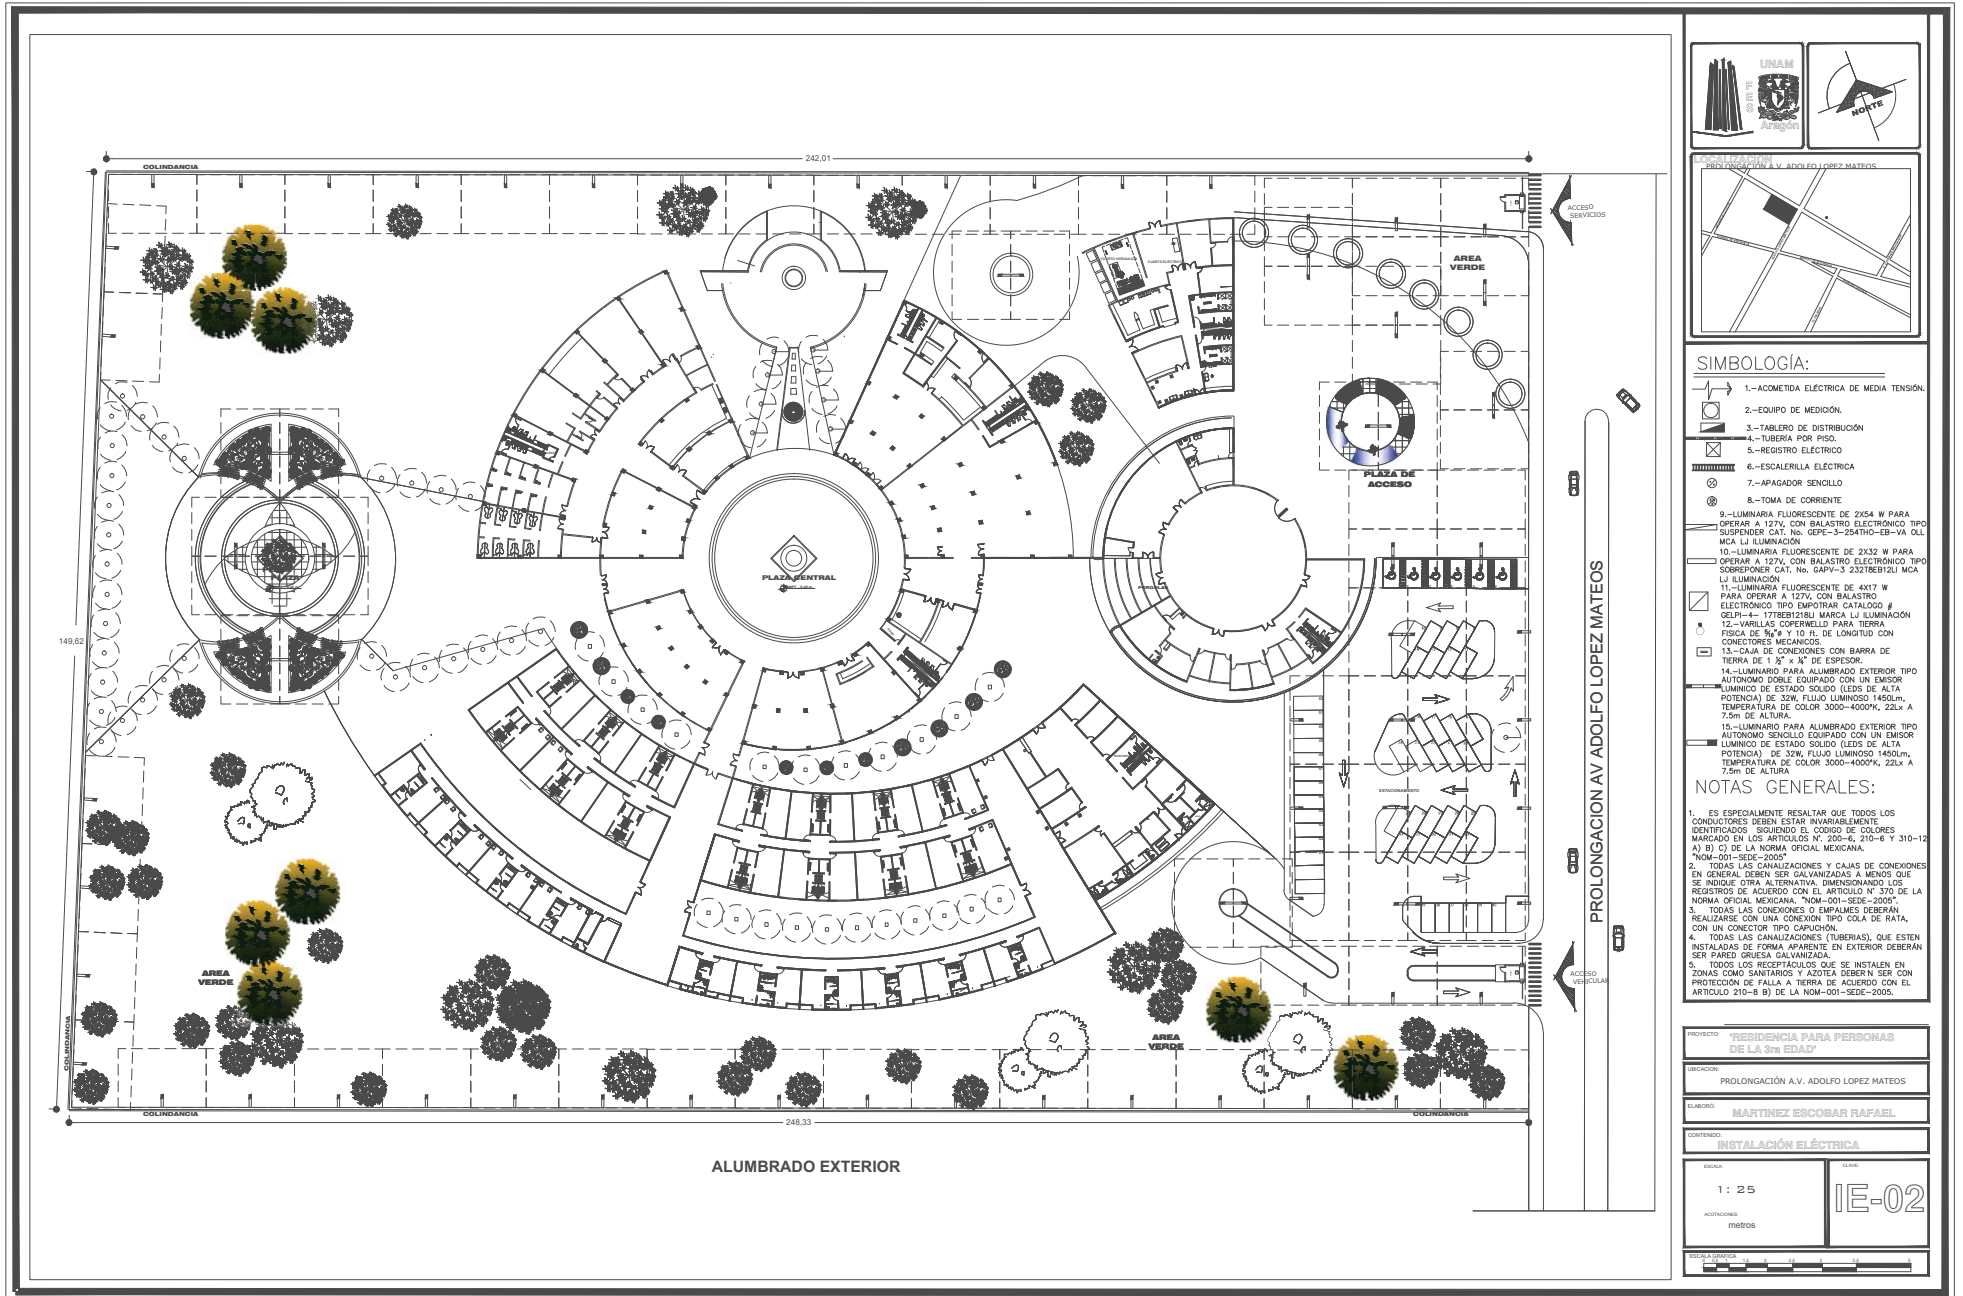 242,01
COLINDANCIA
ACCESO
SERVICIOS
AREA
VERDE
CUARTO ELÉCTRICO
PLAZA DE
ACCESO
PLAZA CENTRAL
PLAZA
149,62
ESTACIONAMIENTO
PROLONGACION AV ADOLFO LOPEZ MATEOS
AREA
VERDE
ACCESO
VEHICULAR
AREA
VERDE
COLINDANCIA
COLINDANCIA
COLINDANCIA
248,33
ALUMBRADO EXTERIOR
UNAM
FES
Aragón
NORTE
LOCALIZACIÓN
PROLONGACIÓN A.V. ADOLFO LOPEZ MATEOS
SIMBOLOGÍA:
1.-ACOMETIDA ELÉCTRICA DE MEDIA TENSIÓN.
2.-EQUIPO DE MEDICIÓN.
3.-TABLERO DE DISTRIBUCIÓN
4.-TUBERÍA POR PISO.
5.-REGISTRO ELÉCTRICO
6.-ESCALERILLA ELÉCTRICA
7.-APAGADOR SENCILLO
8.-TOMA DE CORRIENTE
9.-LUMINARIA FLUORESCENTE DE 2X54 W PARA
OPERAR A 127V, CON BALASTRO ELECTRÓNICO TIPO
SUSPENDER CAT. No. GEPE-3-254THO-EB-VA OLL
MCA LJ ILUMINACIÓN
10.-LUMINARIA FLUORESCENTE DE 2X32 W PARA
OPERAR A 127V, CON BALASTRO ELECTRÓNICO TIPO
SOBREPONER CAT. No. GAPV-3 232T8EB12LI MCA
LJ ILUMINACIÓN
11.-LUMINARIA FLUORESCENTE DE 4X17 W
PARA OPERAR A 127V, CON BALASTRO
ELECTRÓNICO TIPO EMPOTRAR CATALOGO #
GELPI-4- 17T8EB1218LI MARCA LJ ILUMINACIÓN
12.-VARILLAS COPERWELLD PARA TIERRA
FISICA DE 5/16"ø Y 10 ft. DE LONGITUD CON
CONECTORES MECANICOS.
13.-CAJA DE CONEXIONES CON BARRA DE
TIERRA DE 1 ½" x ¼" DE ESPESOR.
14.-LUMINARIO PARA ALUMBRADO EXTERIOR TIPO
AUTONOMO DOBLE EQUIPADO CON UN EMISOR
LUMINICO DE ESTADO SOLIDO (LEDS DE ALTA
POTENCIA) DE 32W, FLUJO LUMINOSO 1450Lm,
TEMPERATURA DE COLOR 3000-4000°K, 22Lx A
7.5m DE ALTURA.
15.-LUMINARIO PARA ALUMBRADO EXTERIOR TIPO
AUTONOMO SENCILLO EQUIPADO CON UN EMISOR
LUMINICO DE ESTADO SOLIDO (LEDS DE ALTA
POTENCIA) DE 32W, FLUJO LUMINOSO 1450Lm,
TEMPERATURA DE COLOR 3000-4000°K, 22Lx A
7.5m DE ALTURA
NOTAS GENERALES:
1. ES ESPECIALMENTE RESALTAR QUE TODOS LOS
CONDUCTORES DEBEN ESTAR INVARIABLEMENTE
IDENTIFICADOS SIGUIENDO EL CODIGO DE COLORES
MARCADO EN LOS ARTICULOS N°. 200-6, 210-6 Y 310-12
A) B) C) DE LA NORMA OFICIAL MEXICANA.
"NOM-001-SEDE-2005"
2. TODAS LAS CANALIZACIONES Y CAJAS DE CONEXIONES
EN GENERAL DEBEN SER GALVANIZADAS A MENOS QUE
SE INDIQUE OTRA ALTERNATIVA. DIMENSIONANDO LOS
REGISTROS DE ACUERDO CON EL ARTICULO N° 370 DE LA
NORMA OFICIAL MEXICANA. "NOM-001-SEDE-2005".
3. TODAS LAS CONEXIONES O EMPALMES DEBERÁN
REALIZARSE CON UNA CONEXION TIPO COLA DE RATA,
CON UN CONECTOR TIPO CAPUCHÓN.
4. TODAS LAS CANALIZACIONES (TUBERIAS), QUE ESTEN
INSTALADAS DE FORMA APARENTE EN EXTERIOR DEBERÁN
SER PARED GRUESA GALVANIZADA.
5. TODOS LOS RECEPTÁCULOS QUE SE INSTALEN EN
ZONAS COMO SANITARIOS Y AZOTEA DEBER N SER CON
PROTECCIÓN DE FALLA A TIERRA DE ACUERDO CON EL
ARTICULO 210-8 B) DE LA NOM-001-SEDE-2005.
PROYECTO:
"RESIDENCIA PARA PERSONAS
DE LA 3ra EDAD"
UBICACION:
PROLONGACIÓN A.V. ADOLFO LOPEZ MATEOS
ELABORÓ:
MARTINEZ ESCOBAR RAFAEL
CONTENIDO:
INSTALACIÓN ELÉCTRICA
ESCALA:
1: 25
ACOTACIONES:
metros
CLAVE:
IE-02
ESCALA GRAFICA